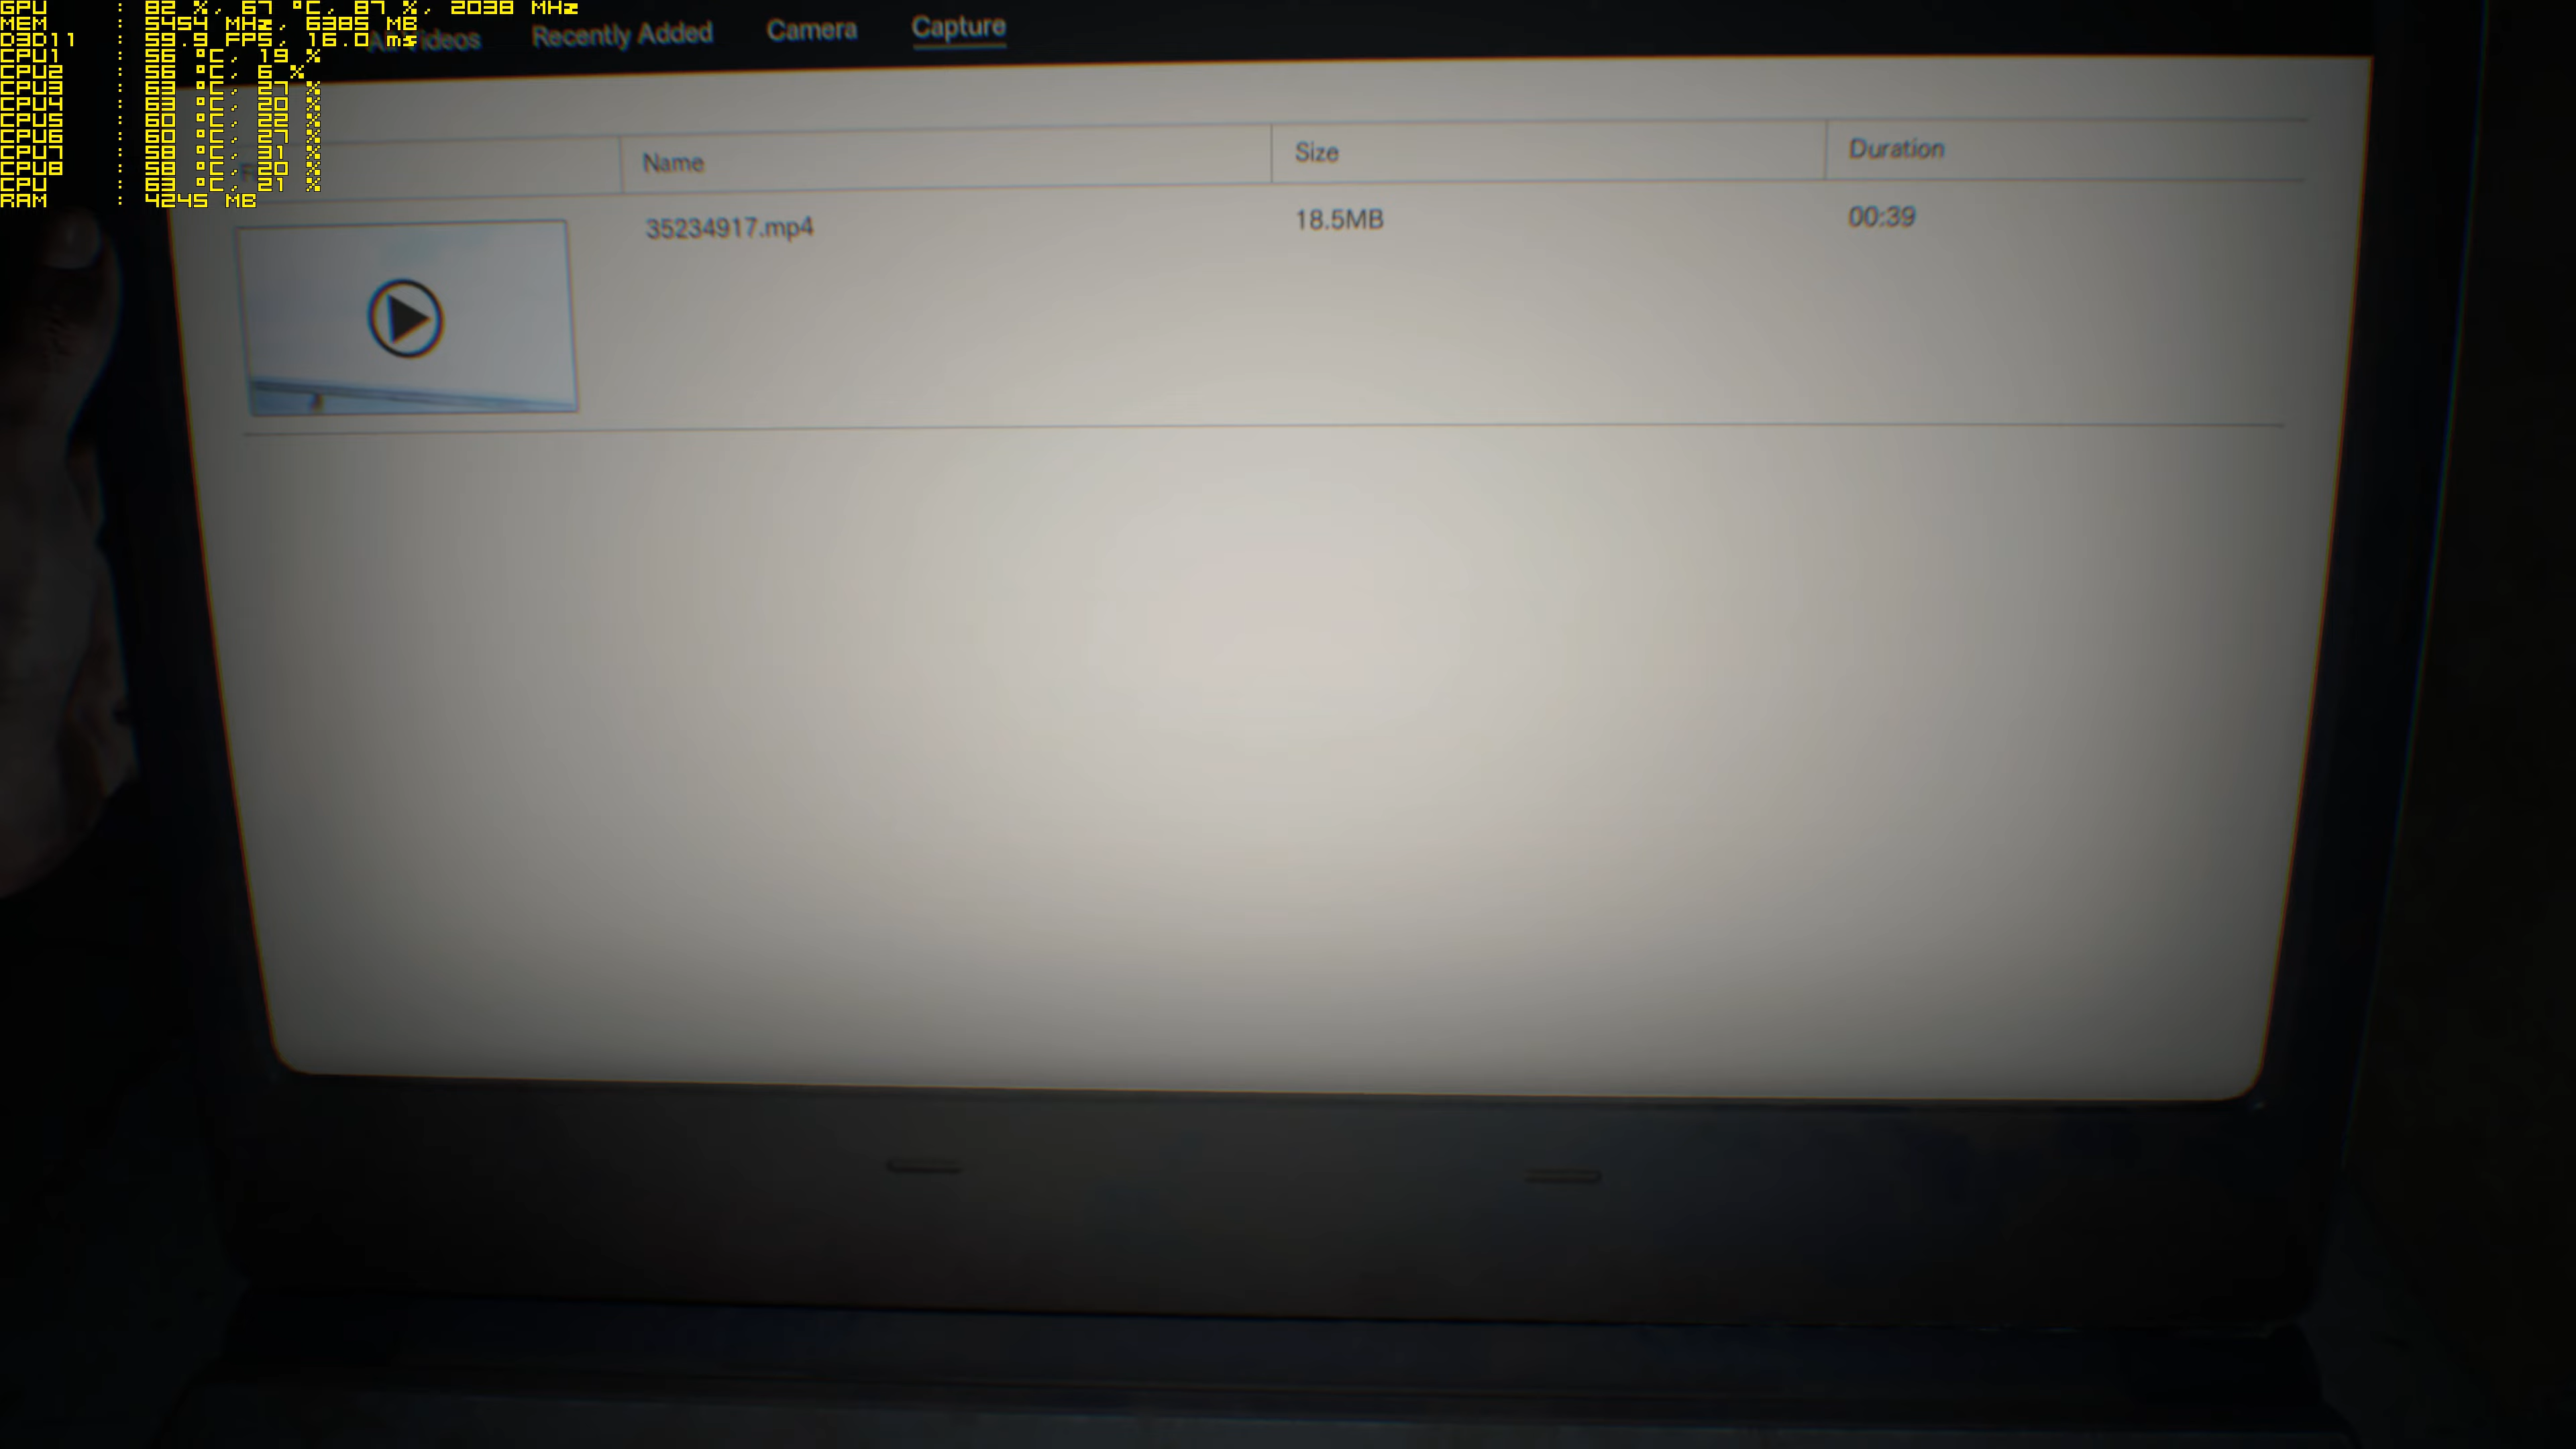 GPU : 82 %, 67 °C, 87 %, 2038 MHz
MEM : 5454 MHz, 6385 MB
D3D11 : 59.9 FPS, 16.0 ms
CPU1 : 56 °C, 19 %
CPU2 : 56 °C, 6 %
CPU3 : 63 °C, 27 %
CPU4 : 63 °C, 20 %
CPU5 : 60 °C, 22 %
CPU6 : 60 °C, 27 %
CPU7 : 58 °C, 31 %
CPU8 : 58 °C, 20 %
CPU : 63 °C, 21 %
RAM : 4245 MB
All Videos Recently Added Camera Capture
Name Size Duration
35234917.mp4 18.5MB 00:39